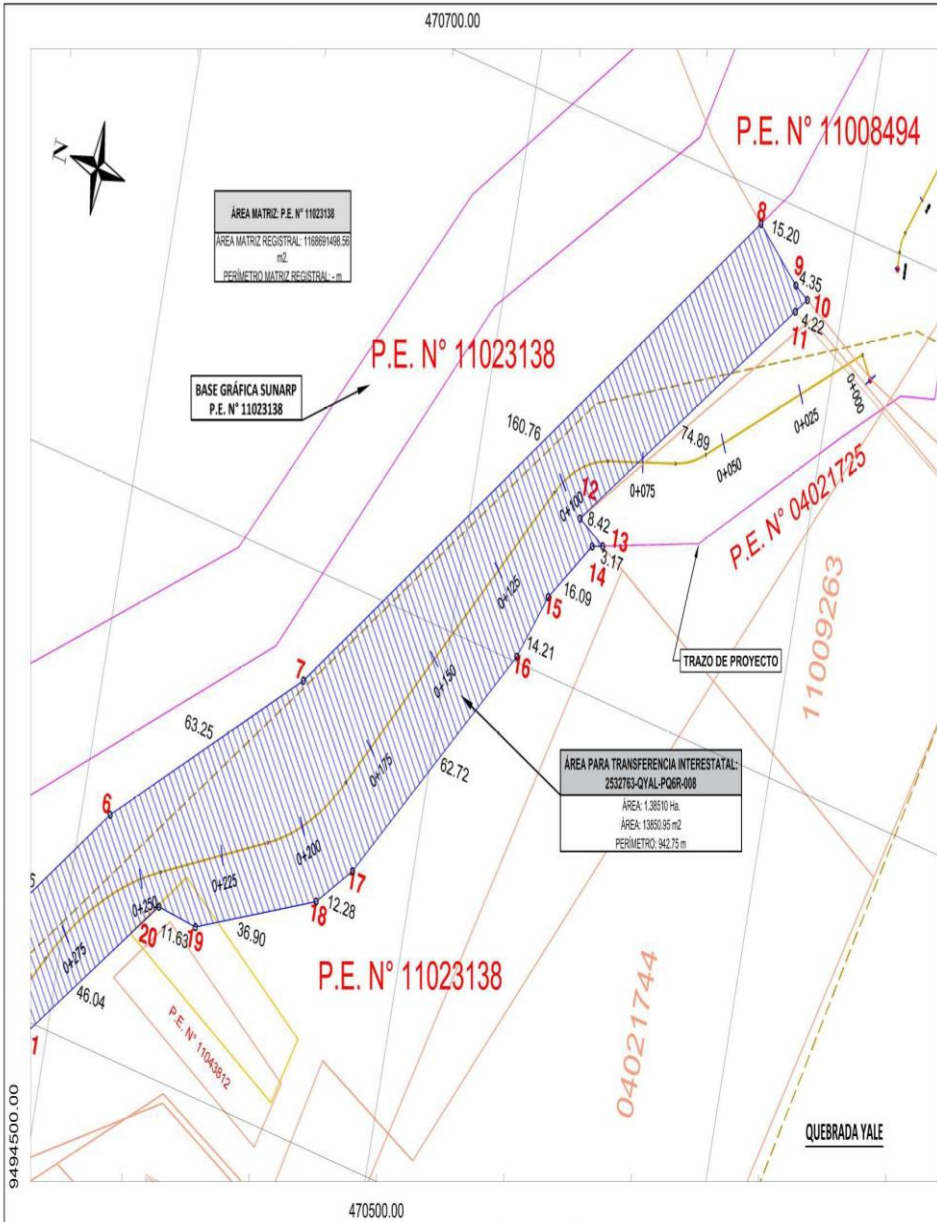 470700.00
P.E. N° 11008494
N
ÁREA MATRIZ: P.E. N° 11023138
ÁREA MATRIZ REGISTRAL: 1168691498.56
m2.
PERÍMETRO MATRIZ REGISTRAL: - m
8
15.20
9
4.35
10
11
4.22
P.E. N° 11023138
BASE GRÁFICA SUNARP
P.E. N° 11023138
0+000
0+025
160.76
74.89
0+050
0+075
0+100
12
8.42
13
3.17
14
P.E. N° 04021725
0+125
15
16.09
14.21
16
TRAZO DE PROYECTO
11009263
0+150
7
63.25
0+175
62.72
ÁREA PARA TRANSFERENCIA INTERESTATAL:
2532763-QYAL-PQ6R-008
ÁREA: 1.38510 Ha.
ÁREA: 13850.95 m2
PERÍMETRO: 942.75 m
6
0+200
0+225
17
5
0+250
18
12.28
20
11.63
19
36.90
0+275
46.04
P.E. N° 11023138
1
P.E. N° 11043812
04021744
9494500.00
QUEBRADA YALE
470500.00